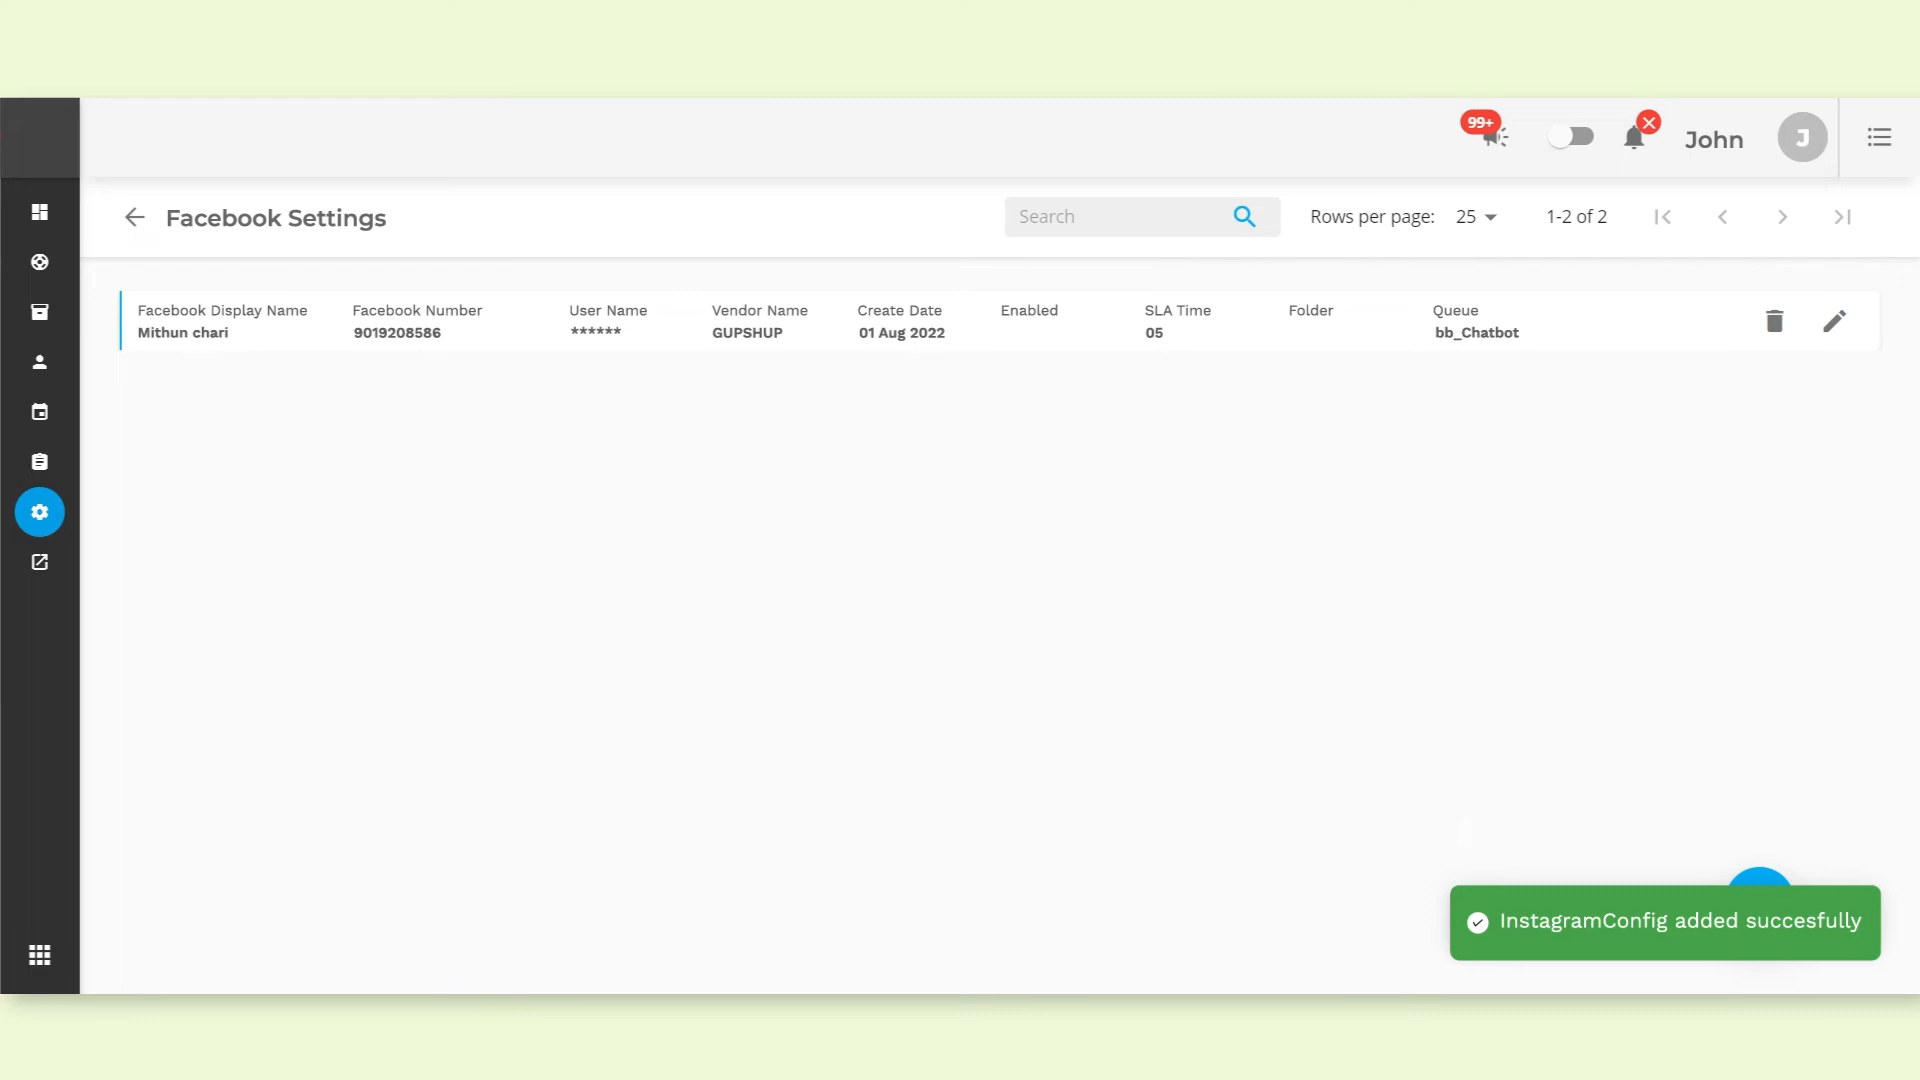 99+
John
J
Facebook Settings
Search
Rows per page: 25
1-2 of 2
Facebook Display Name Facebook Number User Name Vendor Name Create Date Enabled SLA Time Folder Queue
Mithun chari 9019208586 ****** GUPSHUP 01 Aug 2022 05 bb_Chatbot
InstagramConfig added succesfully